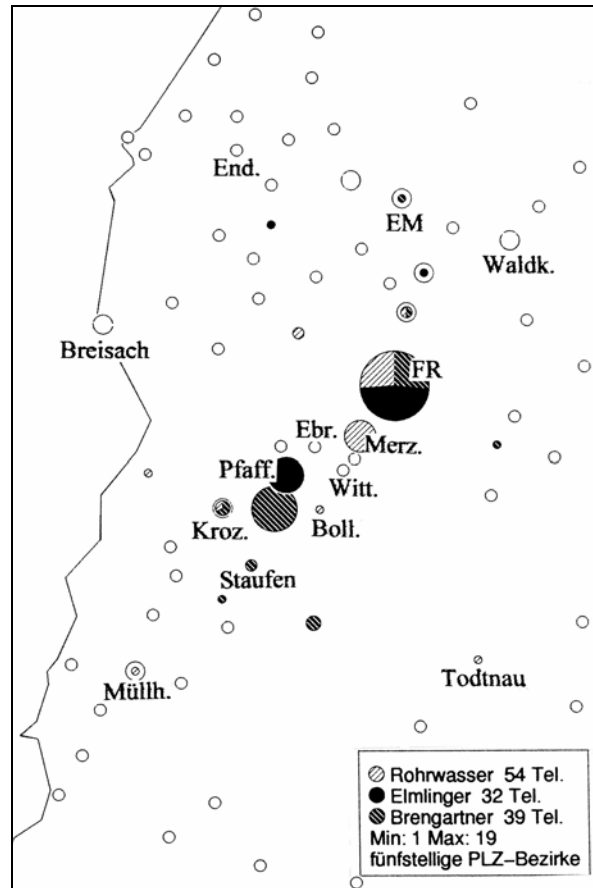 End.
EM
Waldk.
Breisach
FR
Ebr.
Merz.
Pfaff.
Witt.
Kroz.
Boll.
Staufen
Müllh.
Todtnau
Rohrwasser 54 Tel.
Elmlinger 32 Tel.
Brengartner 39 Tel.
Min: 1 Max: 19
fünfstellige PLZ-Bezirke